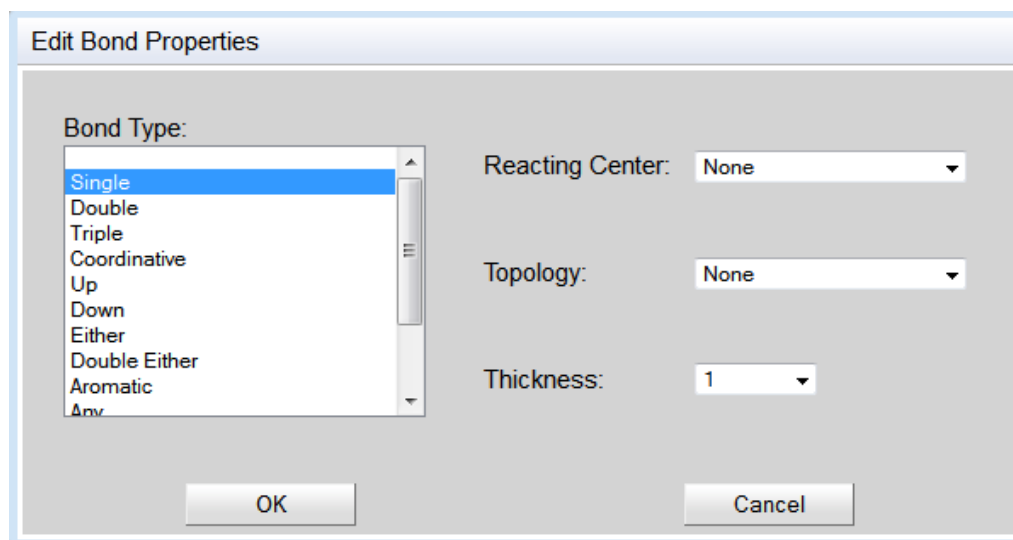 Edit Bond Properties
Bond Type:
Single
Double
Triple
Coordinative
Up
Down
Either
Double Either
Aromatic
Any
Reacting Center: None
Topology: None
Thickness: 1
OK
Cancel